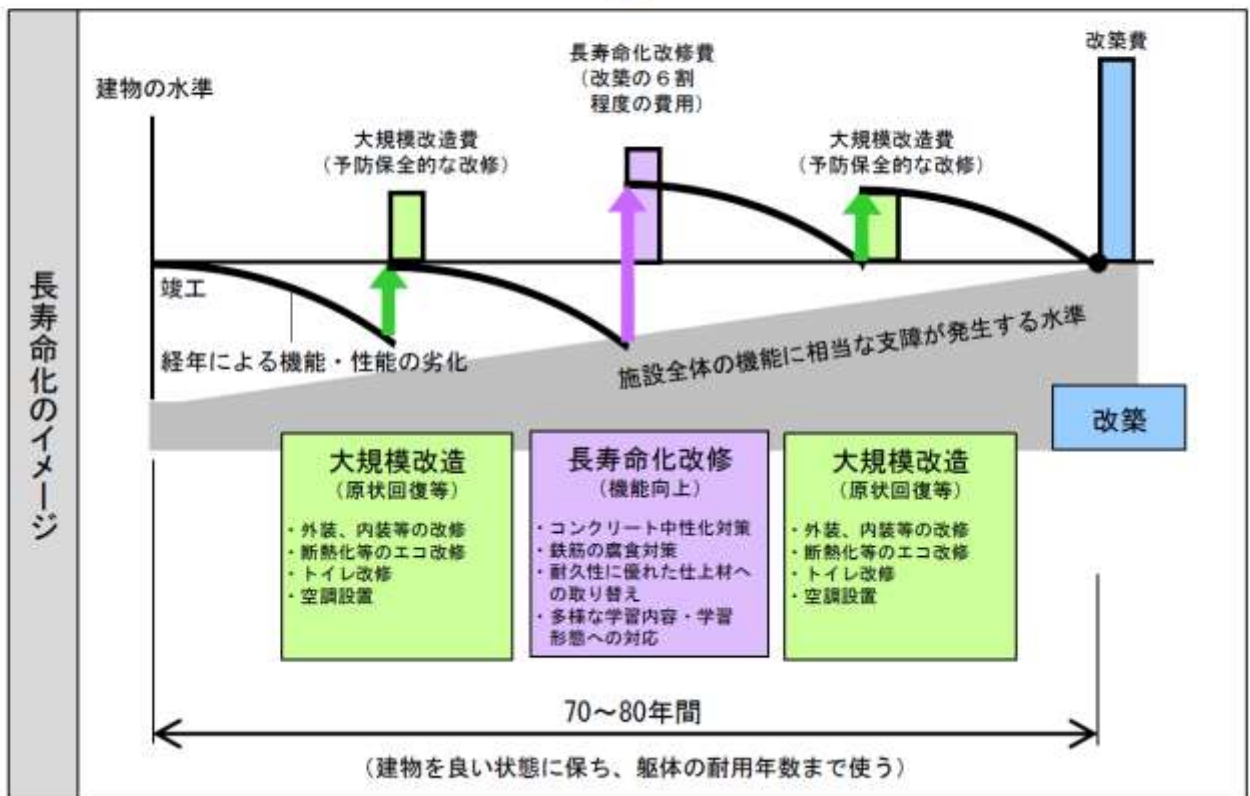 長寿命化のイメージ
建物の水準
大規模改造費
（予防保全的な改修）
長寿命化改修費
（改築の６割
程度の費用）
大規模改造費
（予防保全的な改修）
改築費
竣工
経年による機能・性能の劣化
施設全体の機能に相当な支障が発生する水準
大規模改造
（原状回復等）
・外装、内装等の改修
・断熱化等のエコ改修
・トイレ改修
・空調設置
長寿命化改修
（機能向上）
・コンクリート中性化対策
・鉄筋の腐食対策
・耐久性に優れた仕上材へ
の取り替え
・多様な学習内容・学習
形態への対応
大規模改造
（原状回復等）
・外装、内装等の改修
・断熱化等のエコ改修
・トイレ改修
・空調設置
改築
70～80年間
（建物を良い状態に保ち、躯体の耐用年数まで使う）